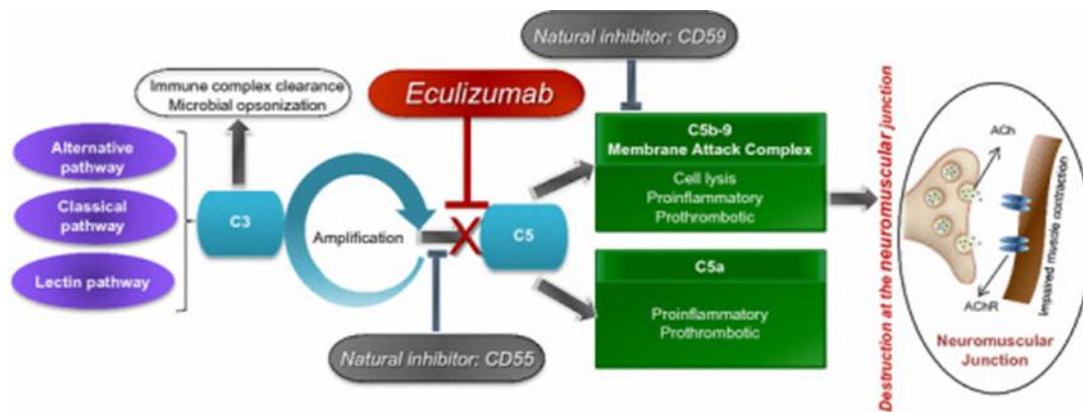 Natural inhibitor: CD59
Immune complex clearance
Microbial opsonization
Eculizumab
Alternative
pathway
Classical
pathway
Lectin pathway
C3
Amplification
X
C5
Natural inhibitor: CD55
C5b-9
Membrane Attack Complex
Cell lysis
Proinflammatory
Prothrombotic
C5a
Proinflammatory
Prothrombotic
Destruction at the neuromuscular junction
ACh
AChR
Impaired muscle contraction
Neuromuscular
Junction